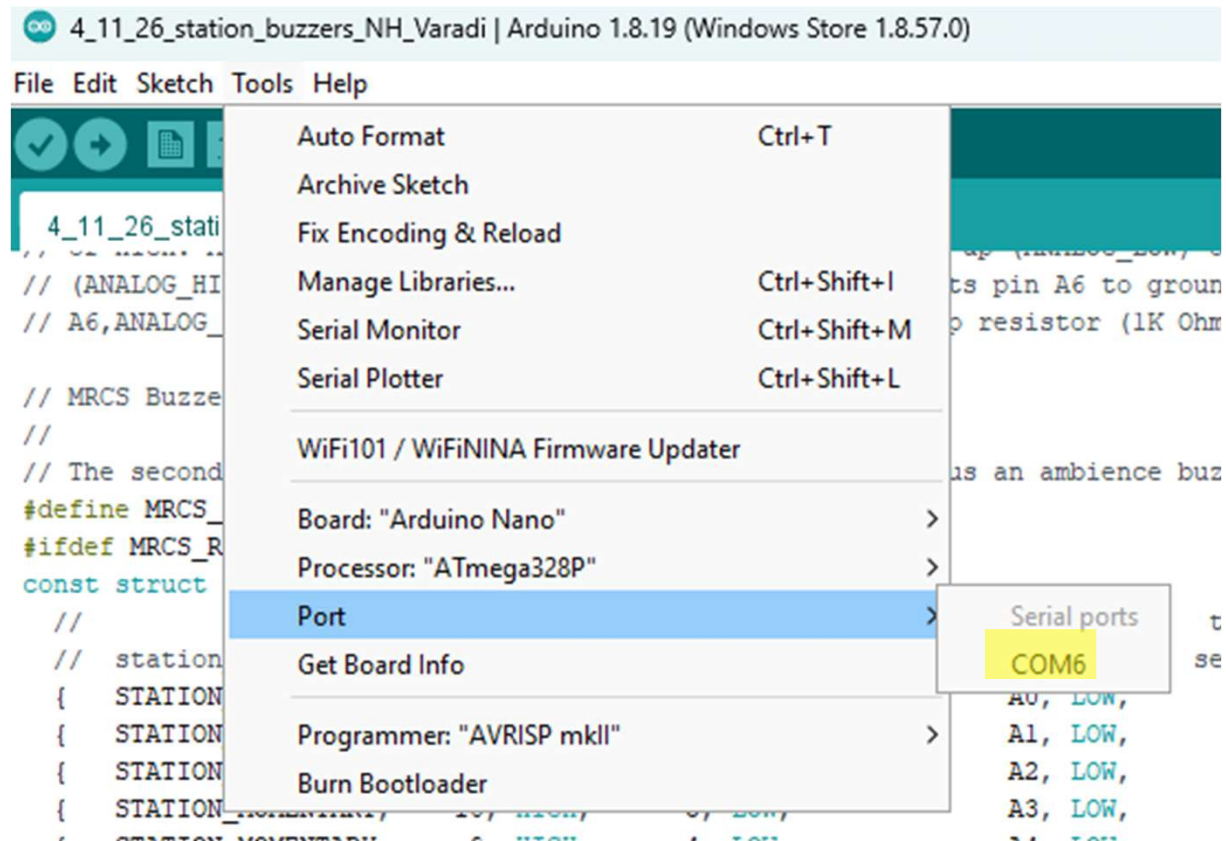 4_11_26_station_buzzers_NH_Varadi | Arduino 1.8.19 (Windows Store 1.8.57.0)
File Edit Sketch Tools Help
Auto Format Ctrl+T
Archive Sketch
4_11_26_stati
Fix Encoding & Reload
// (ANALOG_HI
Manage Libraries... Ctrl+Shift+I
ts pin A6 to groun
// A6,ANALOG_
Serial Monitor Ctrl+Shift+M
p resistor (1K Ohm
Serial Plotter Ctrl+Shift+L
// MRCS Buzze
//
WiFi101 / WiFiNINA Firmware Updater
// The second
us an ambience buz
#define MRCS_
Board: "Arduino Nano" >
#ifdef MRCS_R
Processor: "ATmega328P" >
const struct
Port >
Serial ports
//
t
// station
Get Board Info
COM6
se
{ STATION
A0, LOW,
{ STATION
Programmer: "AVRISP mkII" >
A1, LOW,
{ STATION
Burn Bootloader
A2, LOW,
{ STATION_MOMENTARY, 10, HIGH, LOW,
A3, LOW,